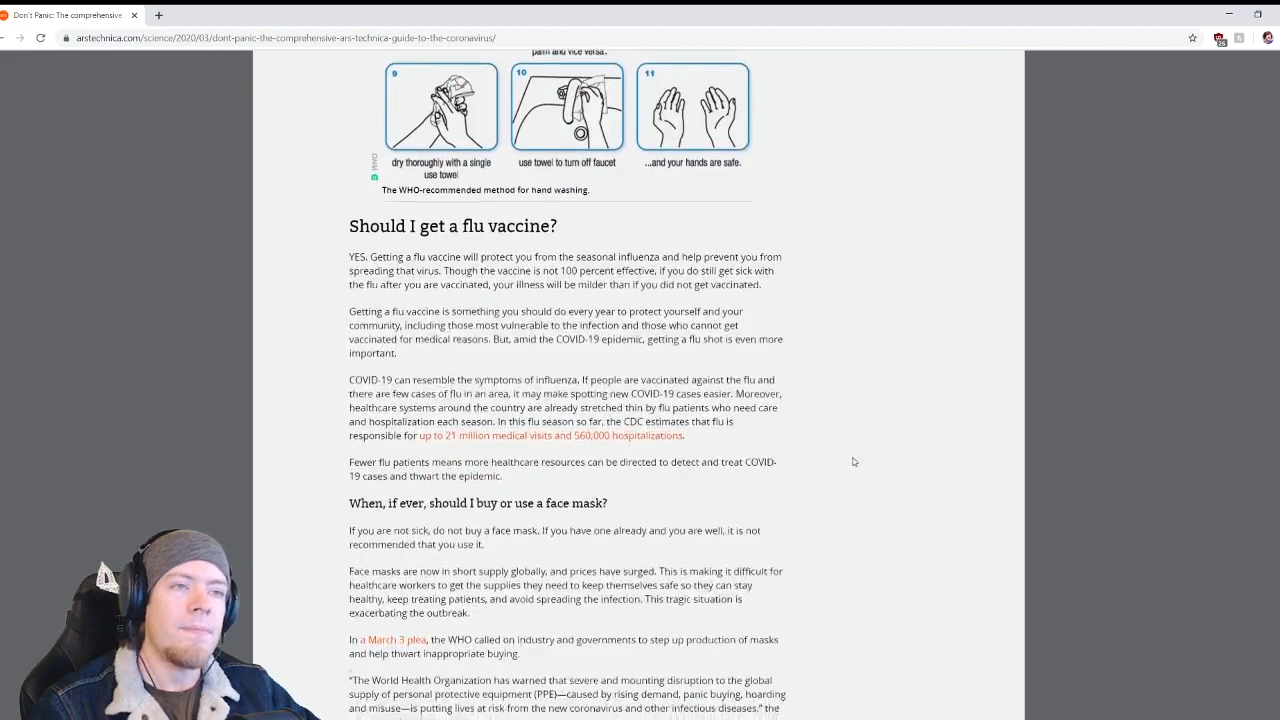 Don't Panic: The comprehensive
arstechnica.com/science/2020/03/dont-panic-the-comprehensive-ars-technica-guide-to-the-coronavirus/
26
palm and vice versa.
9
10
11
WHO
dry thoroughly with a single
use towel
use towel to turn off faucet
...and your hands are safe.
The WHO-recommended method for hand washing.
Should I get a flu vaccine?
YES. Getting a flu vaccine will protect you from the seasonal influenza and help prevent you from
spreading that virus. Though the vaccine is not 100 percent effective, if you do still get sick with
the flu after you are vaccinated, your illness will be milder than if you did not get vaccinated.
Getting a flu vaccine is something you should do every year to protect yourself and your
community, including those most vulnerable to the infection and those who cannot get
vaccinated for medical reasons. But, amid the COVID-19 epidemic, getting a flu shot is even more
important.
COVID-19 can resemble the symptoms of influenza. If people are vaccinated against the flu and
there are few cases of flu in an area, it may make spotting new COVID-19 cases easier. Moreover,
healthcare systems around the country are already stretched thin by flu patients who need care
and hospitalization each season. In this flu season so far, the CDC estimates that flu is
responsible for up to 21 million medical visits and 560,000 hospitalizations.
Fewer flu patients means more healthcare resources can be directed to detect and treat COVID-
19 cases and thwart the epidemic.
When, if ever, should I buy or use a face mask?
If you are not sick, do not buy a face mask. If you have one already and you are well, it is not
recommended that you use it.
Face masks are now in short supply globally, and prices have surged. This is making it difficult for
healthcare workers to get the supplies they need to keep themselves safe so they can stay
healthy, keep treating patients, and avoid spreading the infection. This tragic situation is
exacerbating the outbreak.
In a March 3 plea, the WHO called on industry and governments to step up production of masks
and help thwart inappropriate buying.
“The World Health Organization has warned that severe and mounting disruption to the global
supply of personal protective equipment (PPE)—caused by rising demand, panic buying, hoarding
and misuse—is putting lives at risk from the new coronavirus and other infectious diseases,” the